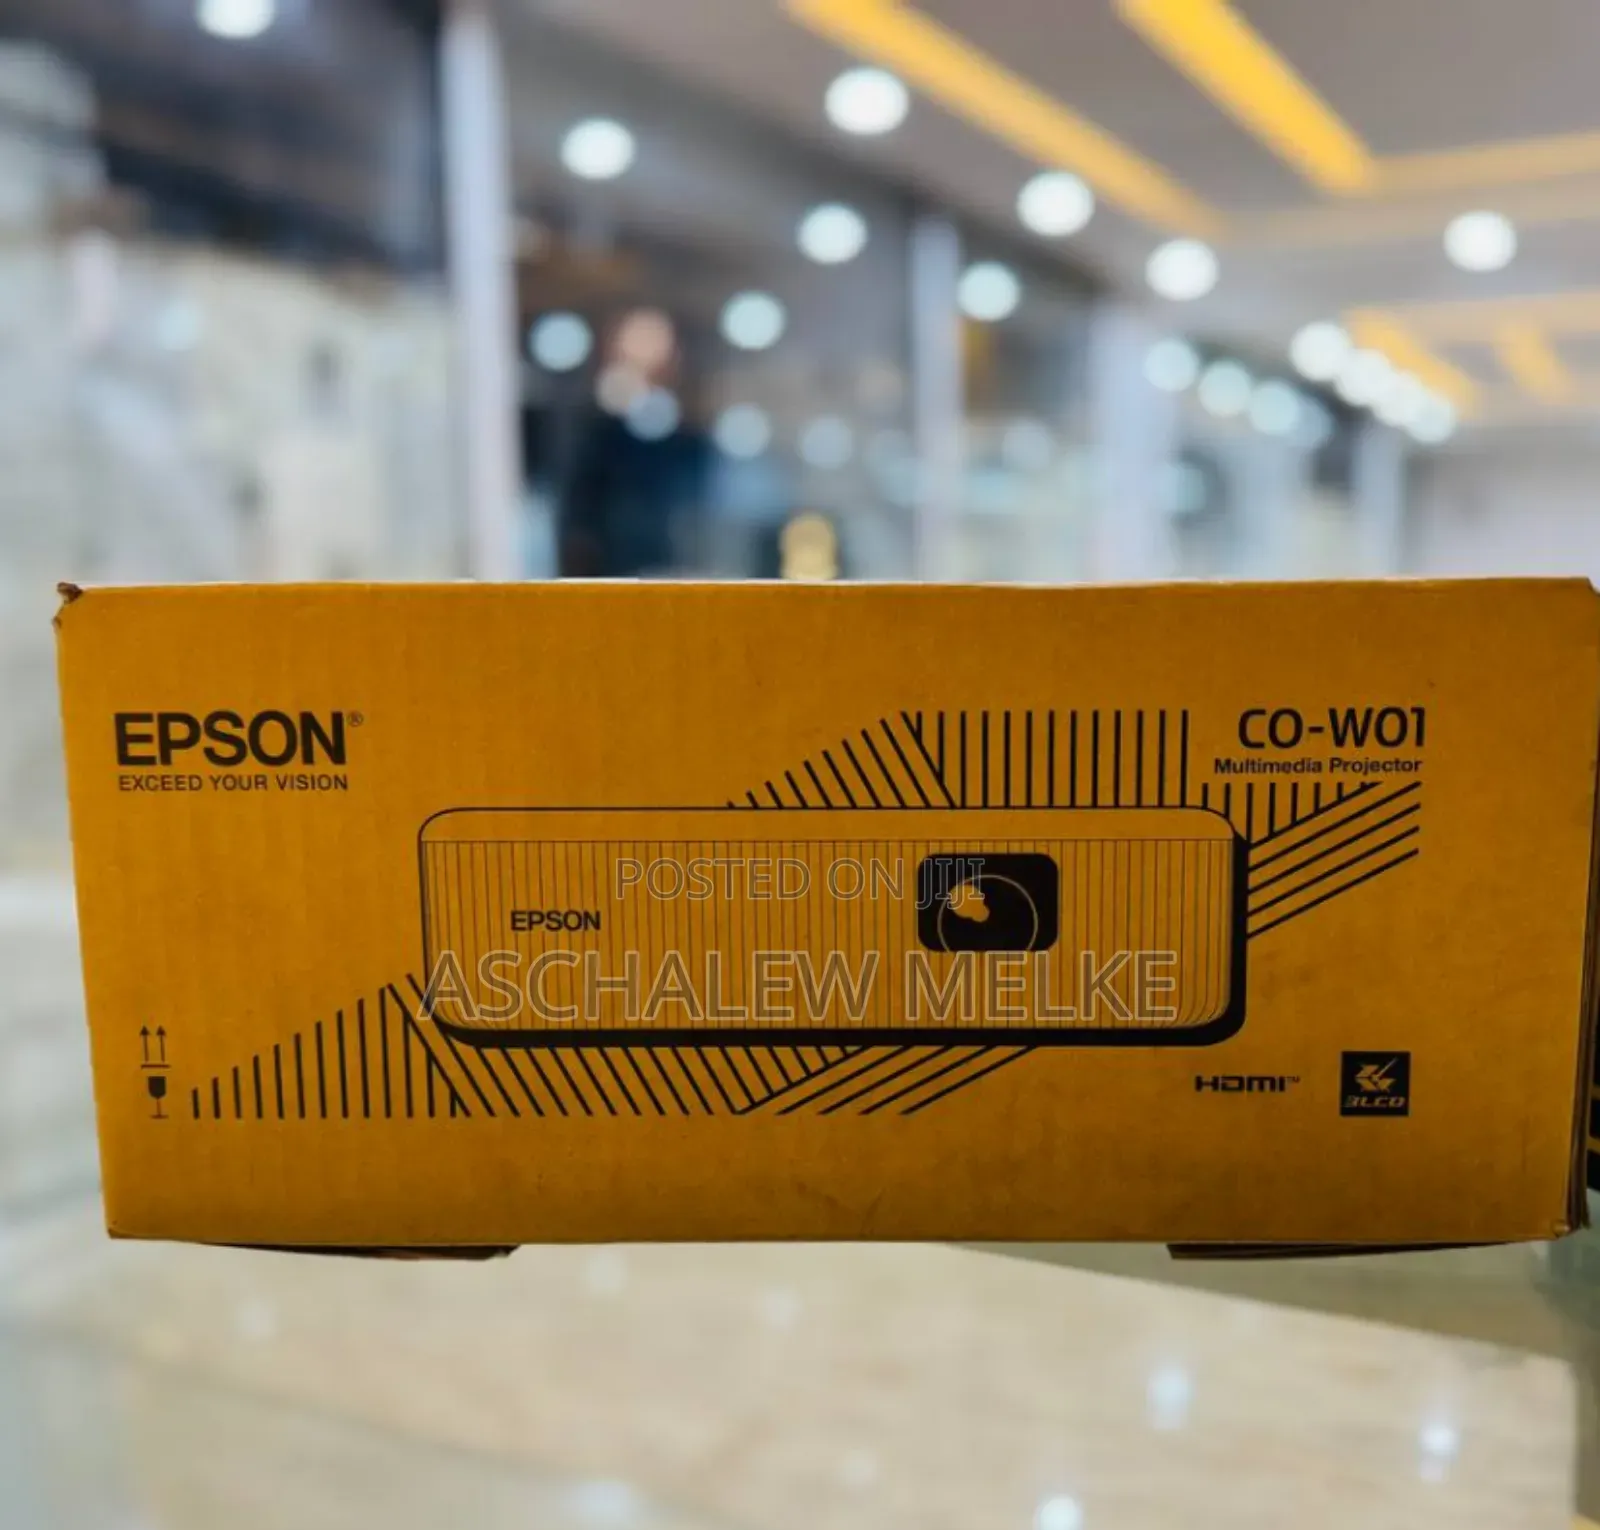 EPSON®
EXCEED YOUR VISION
CO-W01
Multimedia Projector
POSTED ON JIJI
EPSON
ASCHALEW MELKE
HDMI™
3LCD